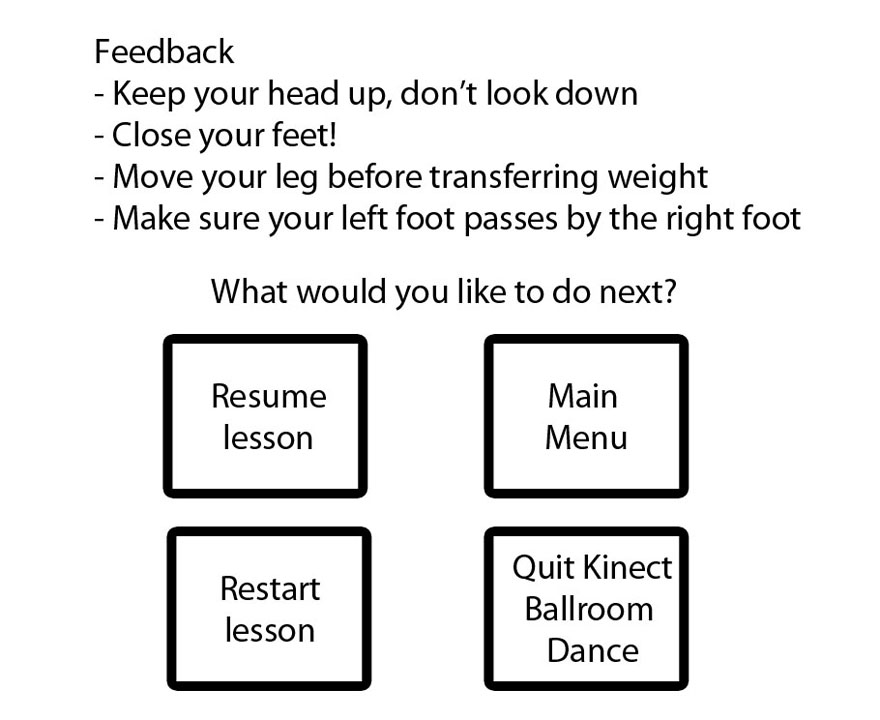 Feedback
- Keep your head up, don’t look down
- Close your feet!
- Move your leg before transferring weight
- Make sure your left foot passes by the right foot
What would you like to do next?
Resume
lesson
Main
Menu
Restart
lesson
Quit Kinect
Ballroom
Dance